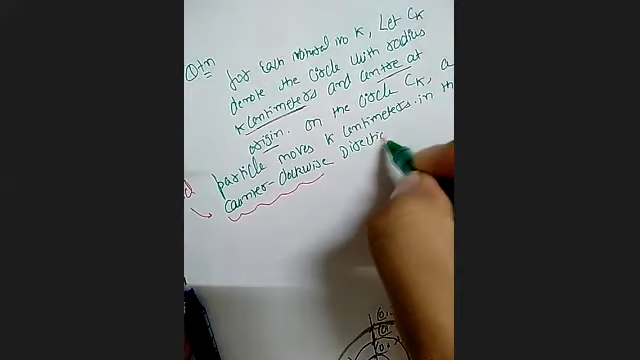 Qtn for each natural no K, Let CK
denote the circle with radius
K centimeters and centre at
origin. on the circle CK, a
particle moves K centimeters. in th
counter-clockwise Directio